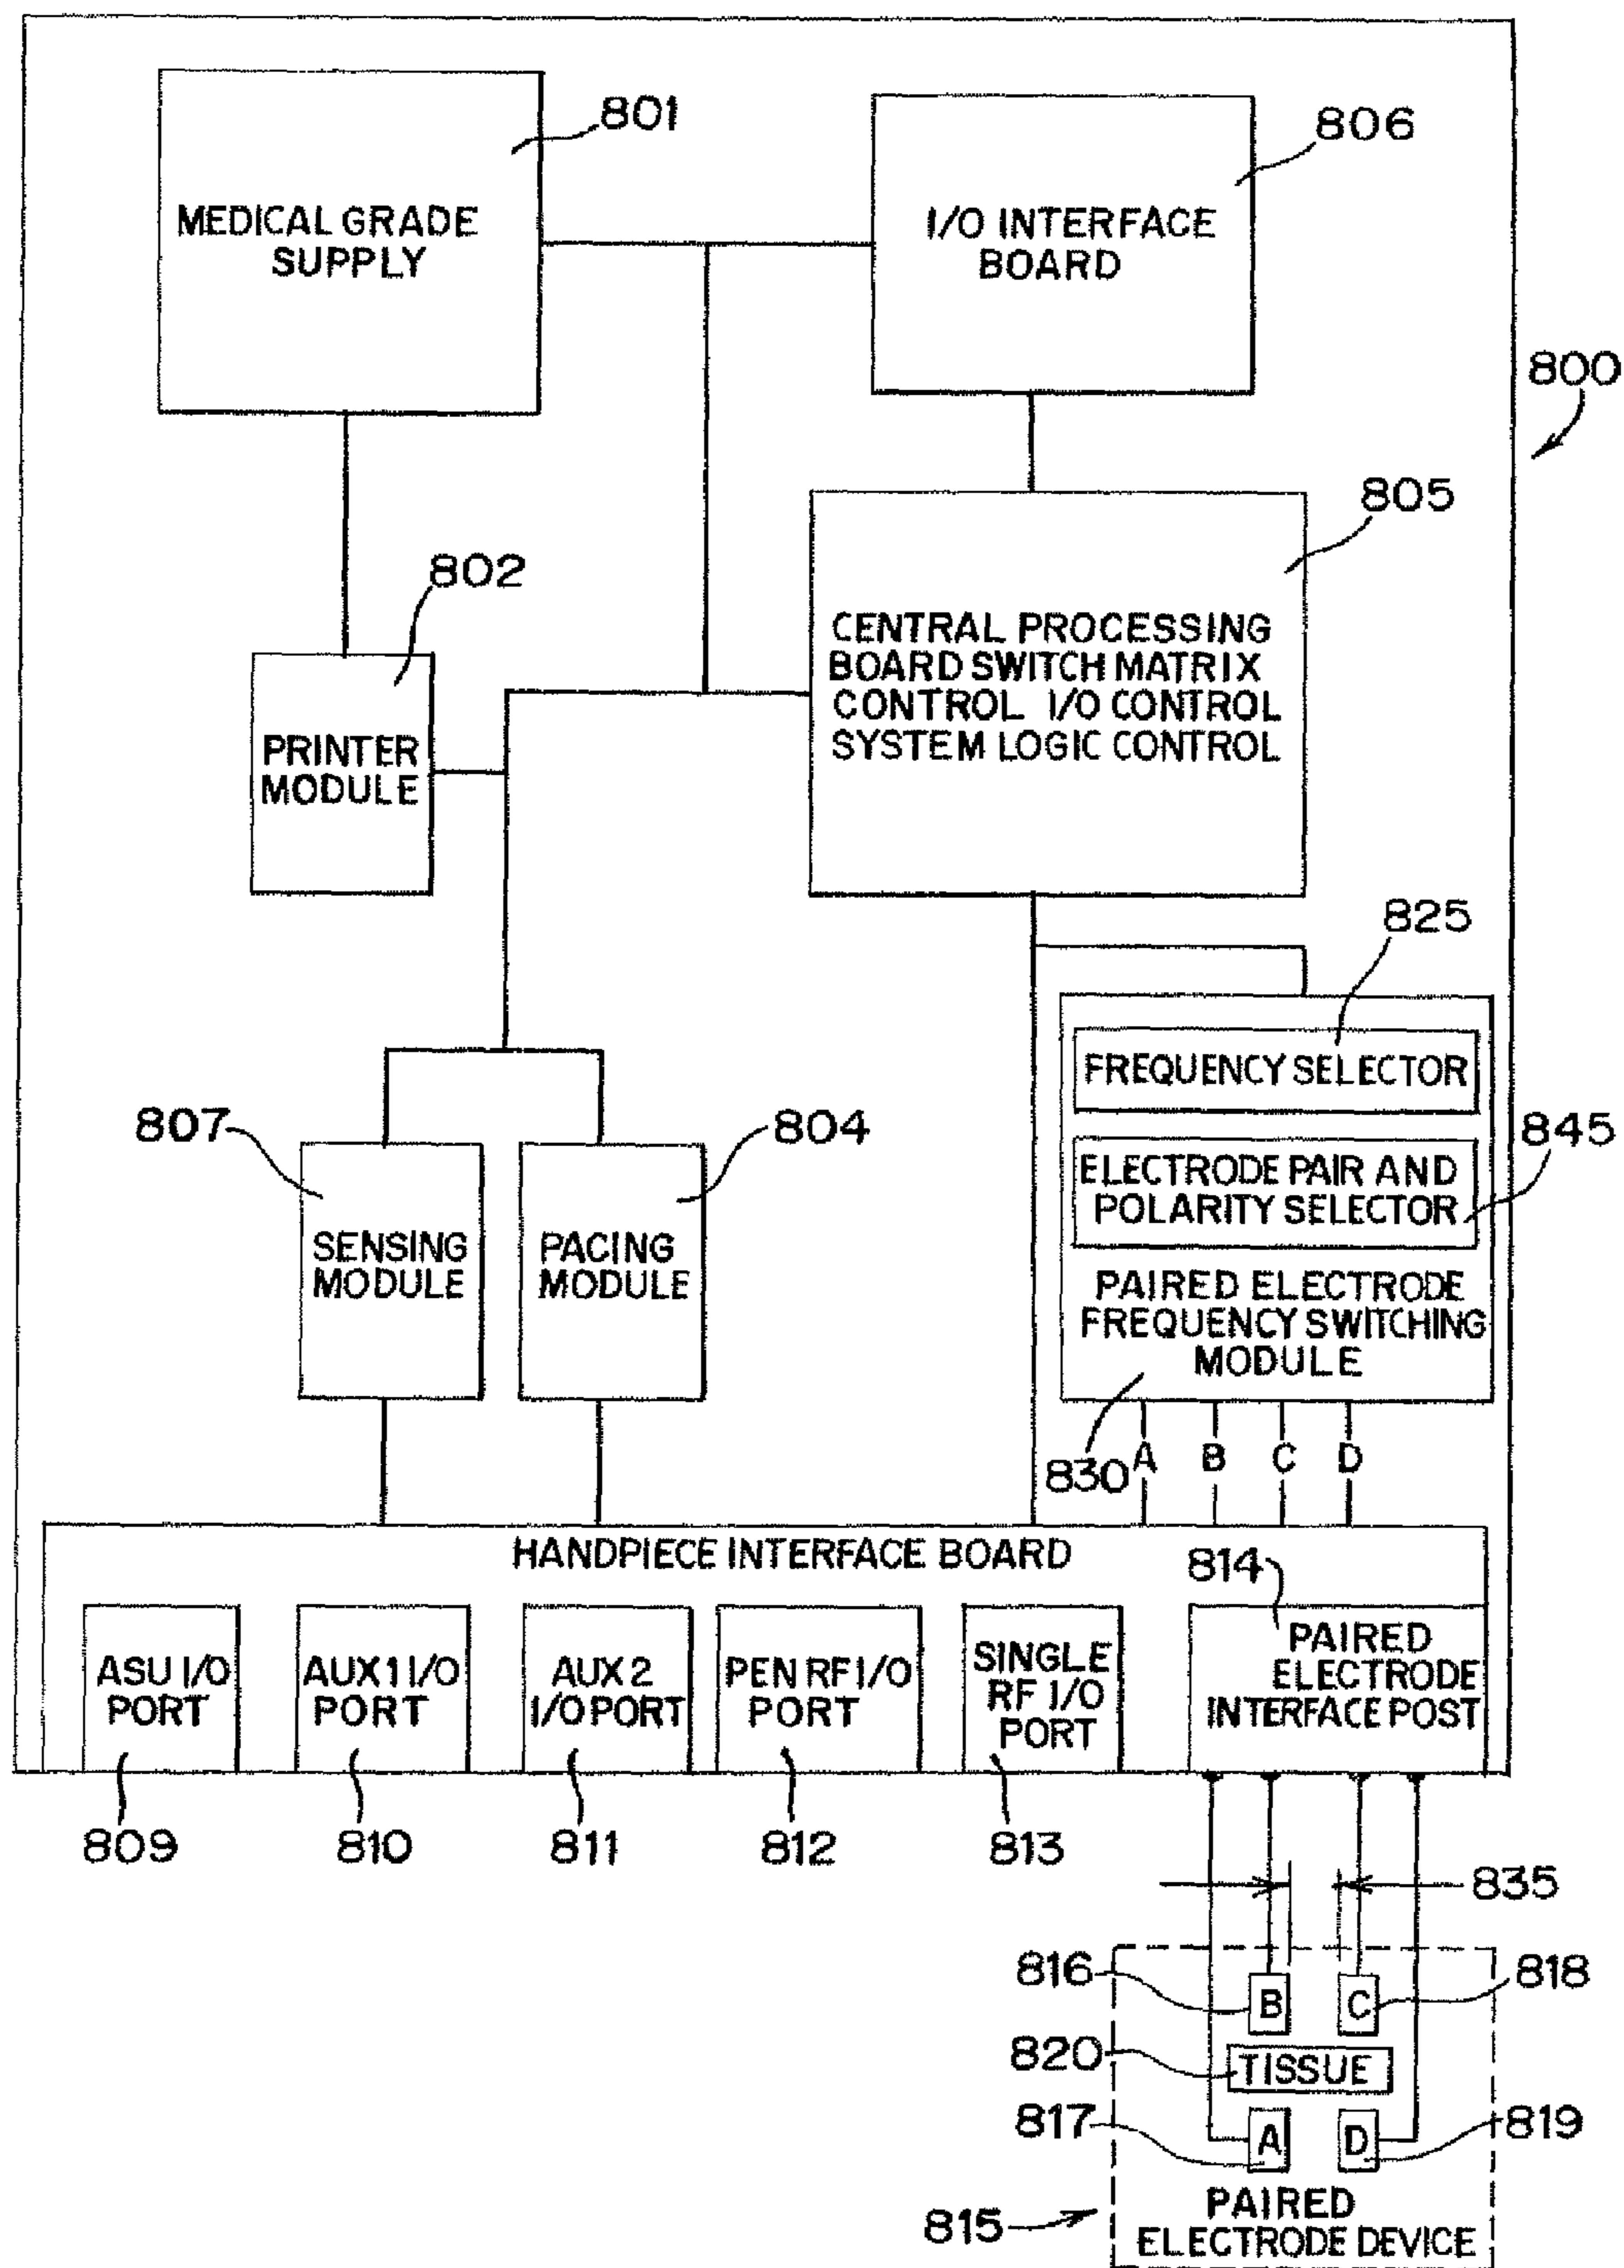 801
806
MEDICAL GRADE
SUPPLY
I/O INTERFACE
BOARD
800
805
802
CENTRAL PROCESSING
BOARD SWITCH MATRIX
CONTROL I/O CONTROL
SYSTEM LOGIC CONTROL
PRINTER
MODULE
825
FREQUENCY SELECTOR
807
804
845
ELECTRODE PAIR AND
POLARITY SELECTOR
SENSING
MODULE
PACING
MODULE
PAIRED ELECTRODE
FREQUENCY SWITCHING
MODULE
830
A
B
C
D
HANDPIECE INTERFACE BOARD
814
ASU I/O
PORT
AUX 1 I/O
PORT
AUX 2
I/O PORT
PEN RF I/O
PORT
SINGLE
RF I/O
PORT
PAIRED
ELECTRODE
INTERFACE POST
809
810
811
812
813
835
816
B
C
818
820
TISSUE
817
A
D
819
815
PAIRED
ELECTRODE DEVICE